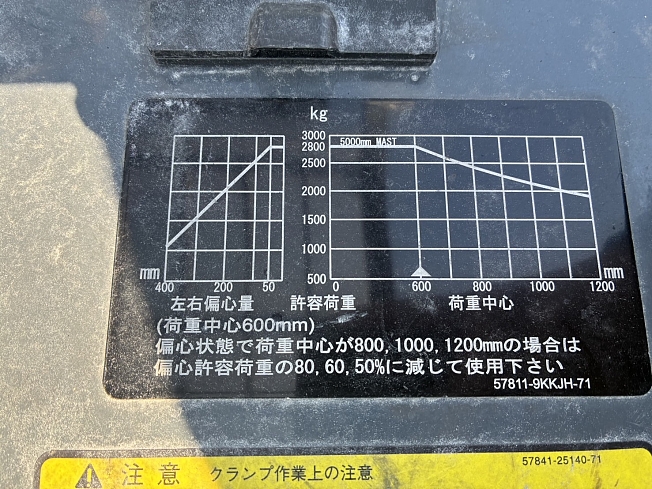 kg
3000
2800
2500
2000
1500
1000
500
5000mm MAST
mm
400
200
50
0
600
800
1000
1200
mm
左右偏心量
許容荷重
荷重中心
(荷重中心600mm)
偏心状態で荷重中心が800, 1000, 1200mmの場合は
偏心許容荷重の80, 60, 50%に減じて使用下さい
57811-9KKJH-71
57841-25140-71
注意 クランプ作業上の注意